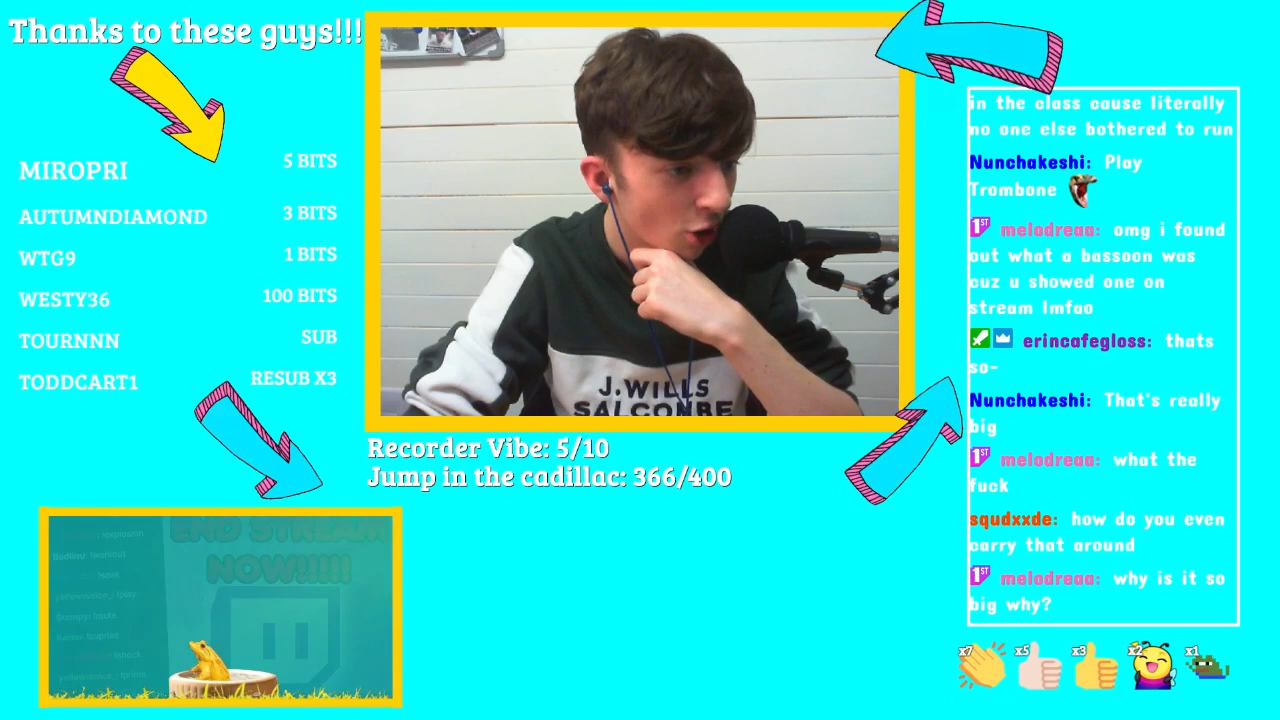 Thanks to these guys!!!
MIROPRI 5 BITS
AUTUMNDIAMOND 3 BITS
WTG9 1 BITS
WESTY36 100 BITS
TOURNNN SUB
TODDCART1 RESUB X3
J.WILLS
SALCOMBE
Recorder Vibe: 5/10
Jump in the cadillac: 366/400
END STREAM
NOW!!!!!
in the class cause literally
no one else bothered to run
Nunchakeshi: Play
Trombone
1ST melodreaa: omg i found
out what a bassoon was
cuz u showed one on
stream lmfao
erincafegloss: thats
so-
Nunchakeshi: That's really
big
1ST melodreaa: what the
fuck
squdxxde: how do you even
carry that around
1ST melodreaa: why is it so
big why?
x7 x5 x3 x2 x1